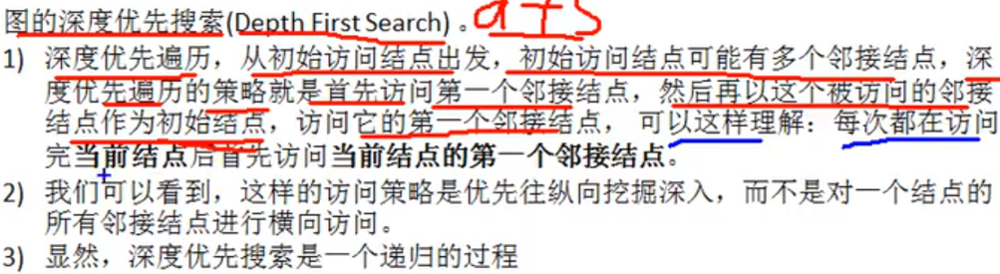 图的深度优先搜索(Depth First Search) 。 dfs
1) 深度优先遍历，从初始访问结点出发，初始访问结点可能有多个邻接结点，深
度优先遍历的策略就是首先访问第一个邻接结点，然后再以这个被访问的邻接
结点作为初始结点，访问它的第一个邻接结点， 可以这样理解：每次都在访问
完当前结点后首先访问当前结点的第一个邻接结点。
2) 我们可以看到，这样的访问策略是优先往纵向挖掘深入，而不是对一个结点的
所有邻接结点进行横向访问。
3) 显然，深度优先搜索是一个递归的过程